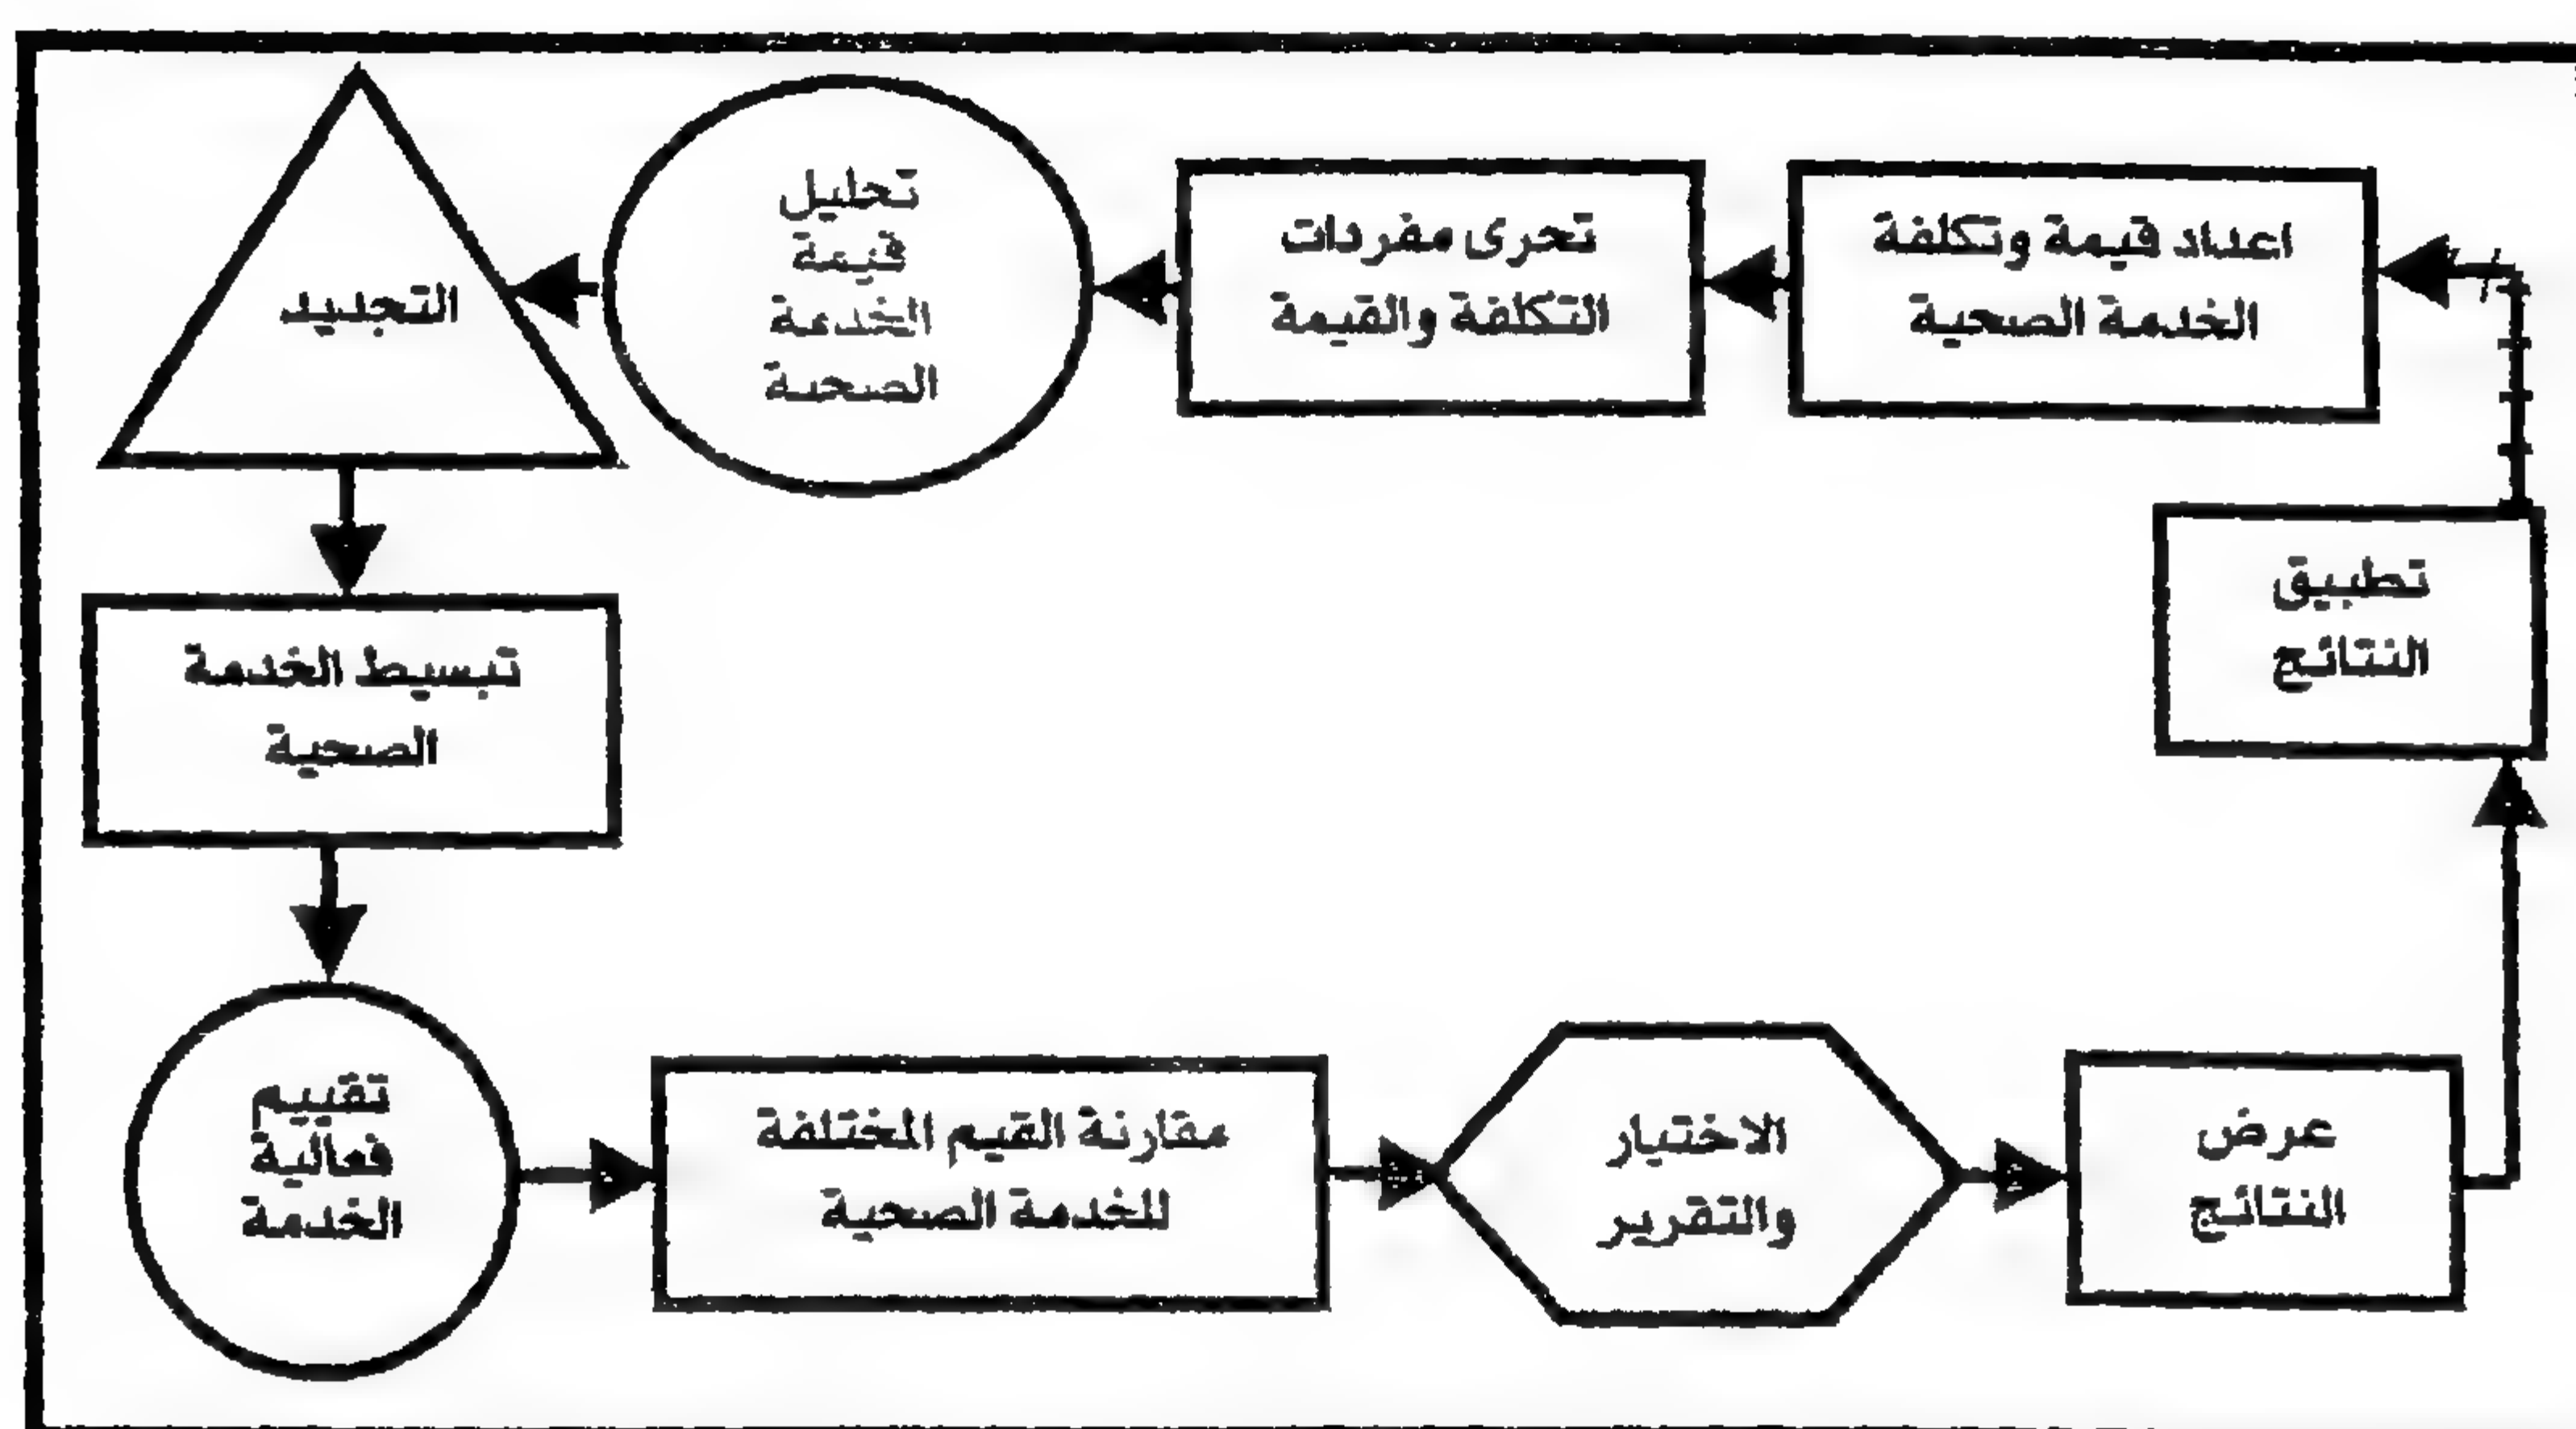 اعداد قيمة وتكلفة
الخدمة الصحية
تحرى مفردات
التكلفة والقيمة
تحليل
قيمة
الخدمة
الصحية
التجديد
تبسيط الخدمة
الصحية
تقييم
فعالية
الخدمة
مقارنة القيم المختلفة
للخدمة الصحية
الاختيار
والتقرير
عرض
النتائج
تطبيق
النتائج